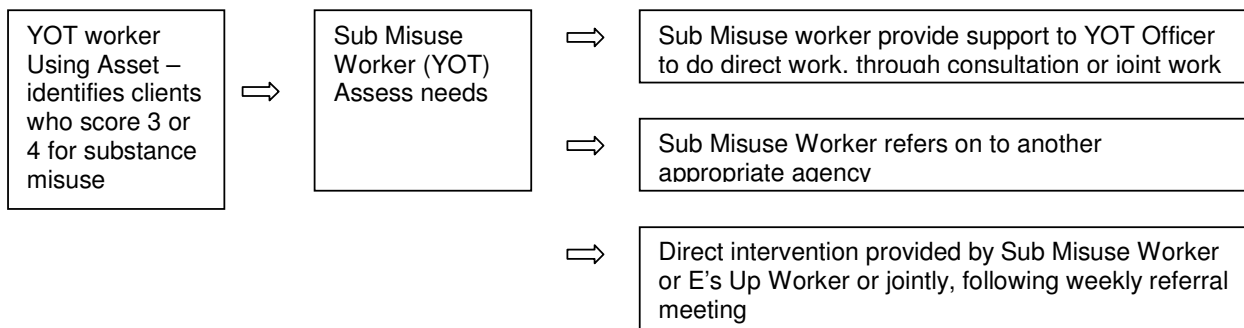 YOT worker
Using Asset –
identifies clients
who score 3 or
4 for substance
misuse
Sub Misuse
Worker (YOT)
Assess needs
Sub Misuse worker provide support to YOT Officer
to do direct work, through consultation or joint work
Sub Misuse Worker refers on to another
appropriate agency
Direct intervention provided by Sub Misuse Worker
or E's Up Worker or jointly, following weekly referral
meeting